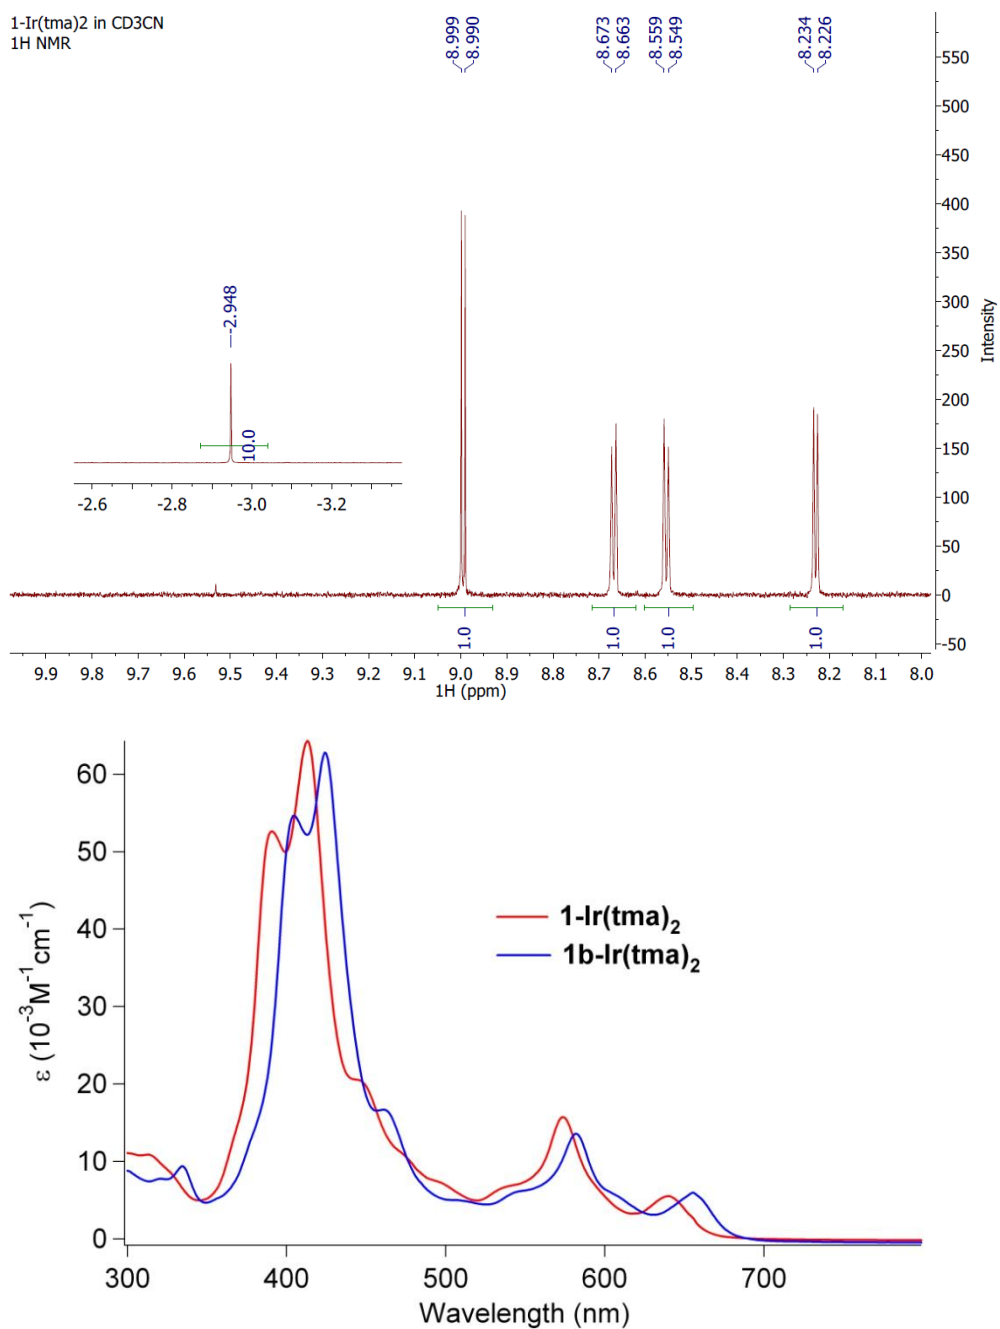 1-Ir(tma)2 in CD3CN
1H NMR
8.999
8.990
8.673
8.663
8.559
8.549
8.234
8.226
550
500
450
400
350
300
250
200
150
100
50
0
-50
Intensity
-2.948
10.0
-2.6 -2.8 -3.0 -3.2
1.0 1.0 1.0 1.0
9.9 9.8 9.7 9.6 9.5 9.4 9.3 9.2 9.1 9.0 8.9 8.8 8.7 8.6 8.5 8.4 8.3 8.2 8.1 8.0
1H (ppm)
60
50
40
30
20
10
0
ε (10⁻³M⁻¹cm⁻¹)
1-Ir(tma)₂
1b-Ir(tma)₂
300 400 500 600 700
Wavelength (nm)